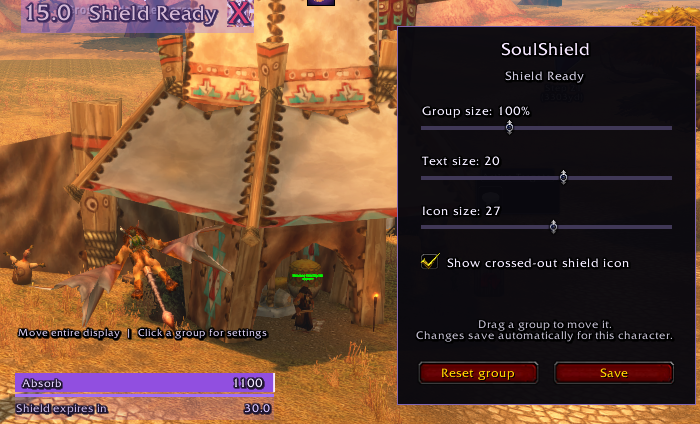 15.0 Shield Ready
SoulShield
Shield Ready
Group size: 100%
Text size: 20
Icon size: 27
Show crossed-out shield icon
Drag a group to move it.
Changes save automatically for this character.
Reset group Save
Move entire display | Click a group for settings
Absorb 1100
Shield expires in 30.0